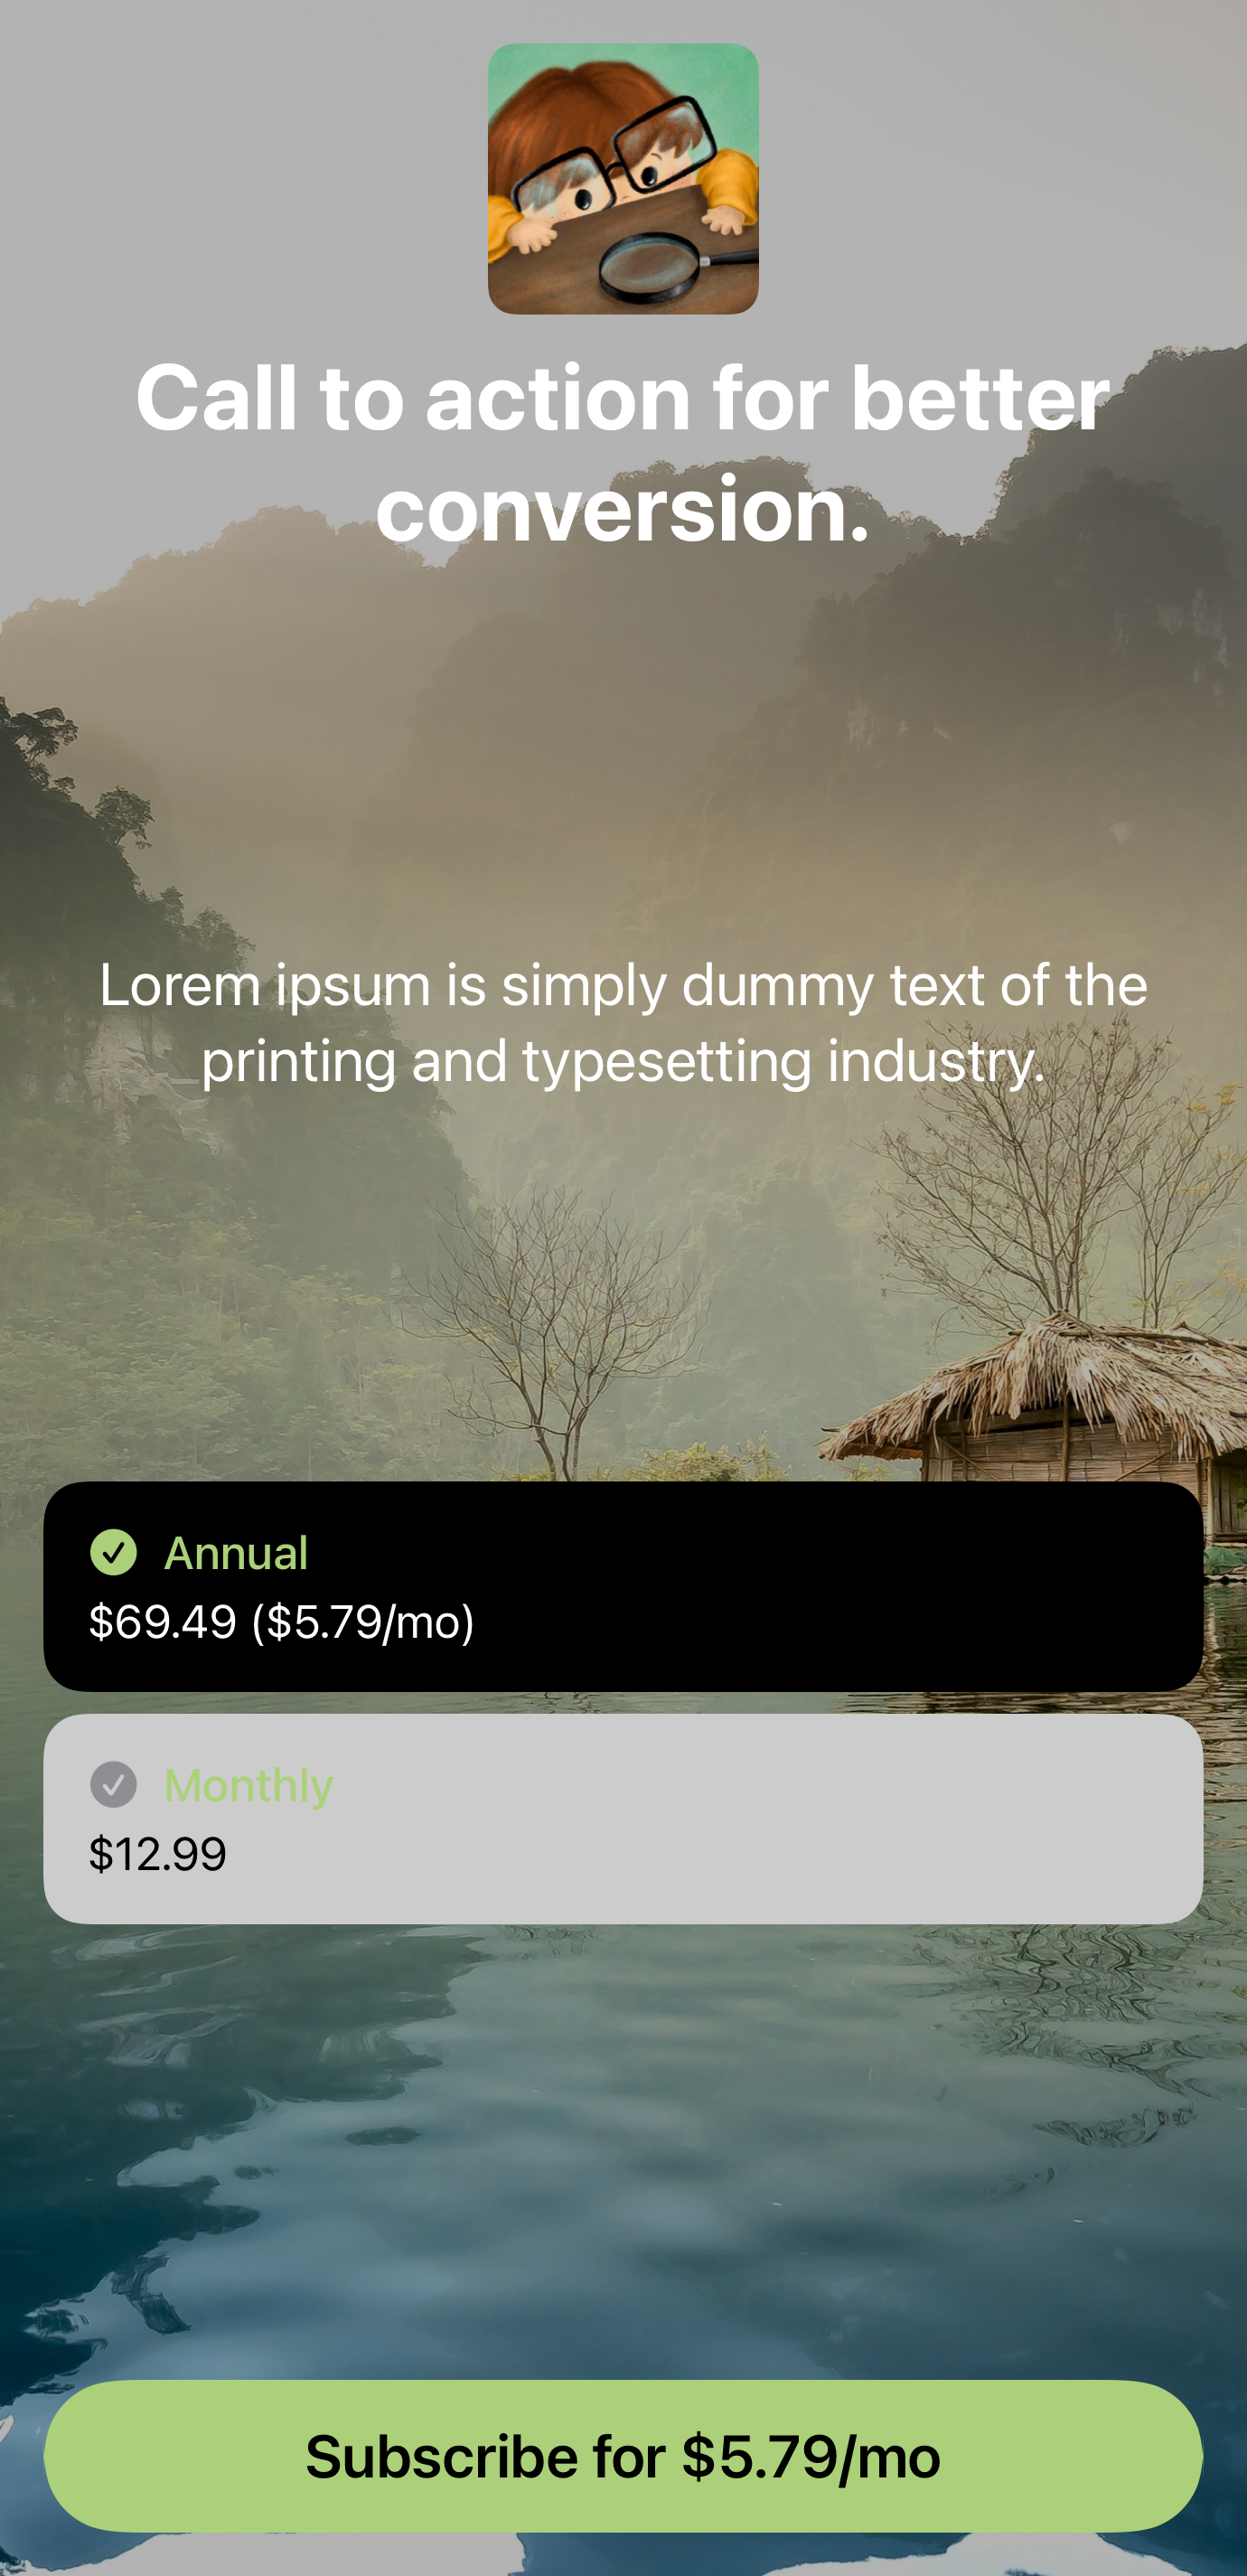 Call to action for better
conversion.
Lorem ipsum is simply dummy text of the
printing and typesetting industry.
Annual
$69.49 ($5.79/mo)
Monthly
$12.99
Subscribe for $5.79/mo